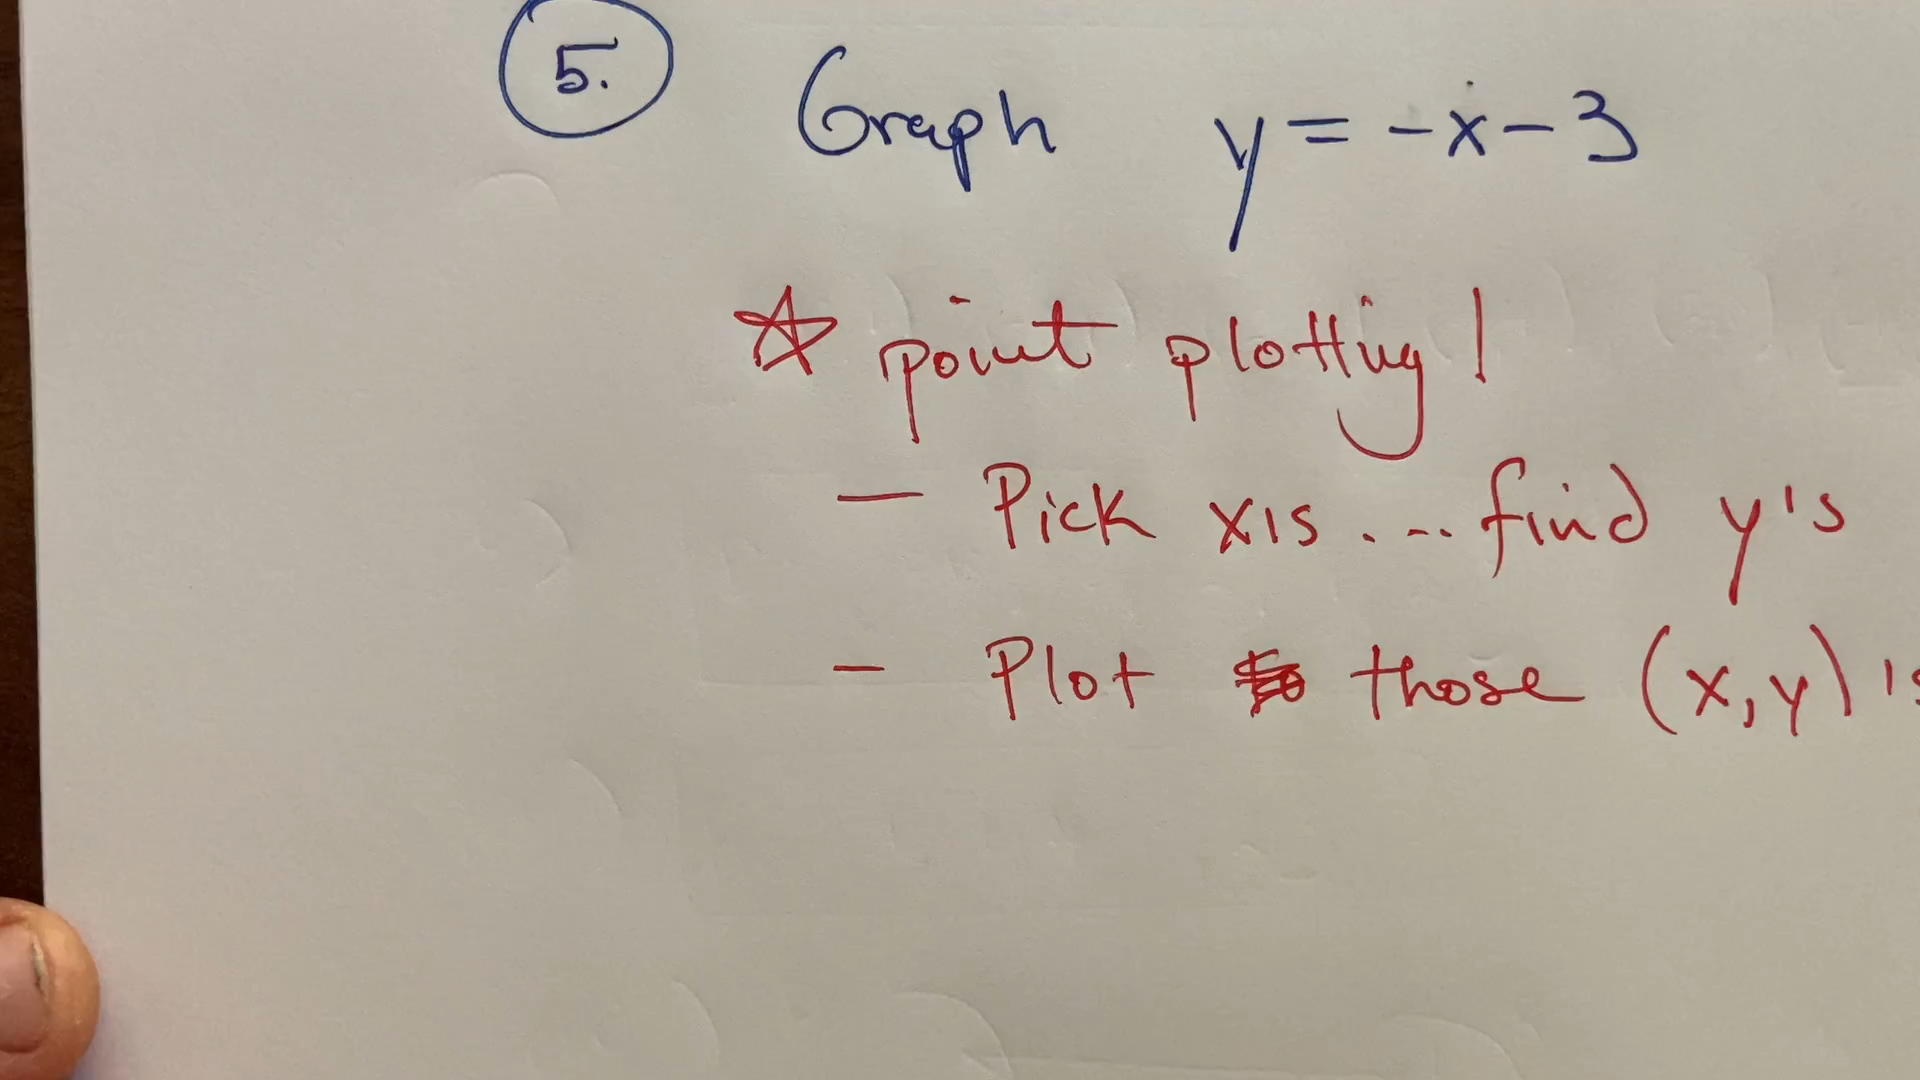 5. Graph y = -x - 3
☆ point plotting!
- Pick x's ... find y's
- Plot those (x,y)'s